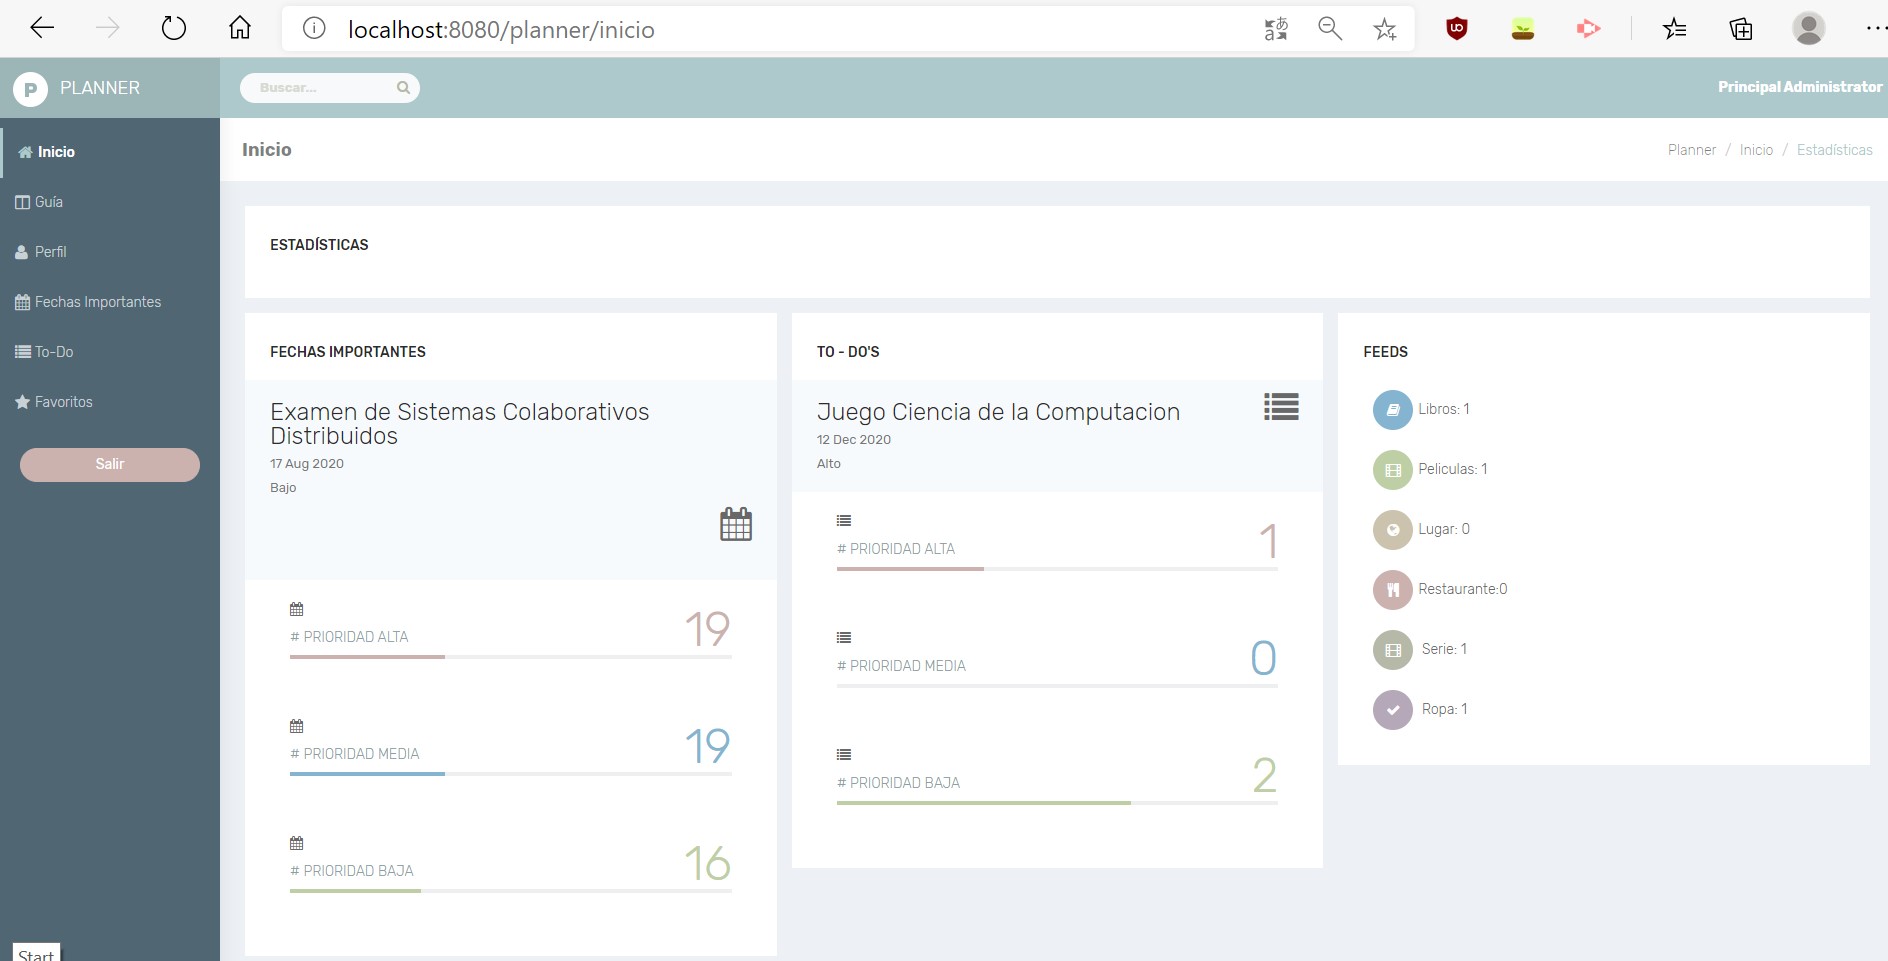 localhost:8080/planner/inicio
P PLANNER
Buscar...
Principal Administrator
Inicio
Guía
Perfil
Fechas Importantes
To-Do
Favoritos
Salir
Inicio
Planner / Inicio / Estadísticas
ESTADÍSTICAS
FECHAS IMPORTANTES
Examen de Sistemas Colaborativos
Distribuidos
17 Aug 2020
Bajo
19
# PRIORIDAD ALTA
19
# PRIORIDAD MEDIA
16
# PRIORIDAD BAJA
TO - DO'S
Juego Ciencia de la Computacion
12 Dec 2020
Alto
1
# PRIORIDAD ALTA
0
# PRIORIDAD MEDIA
2
# PRIORIDAD BAJA
FEEDS
Libros: 1
Peliculas: 1
Lugar: 0
Restaurante:0
Serie: 1
Ropa: 1
Start